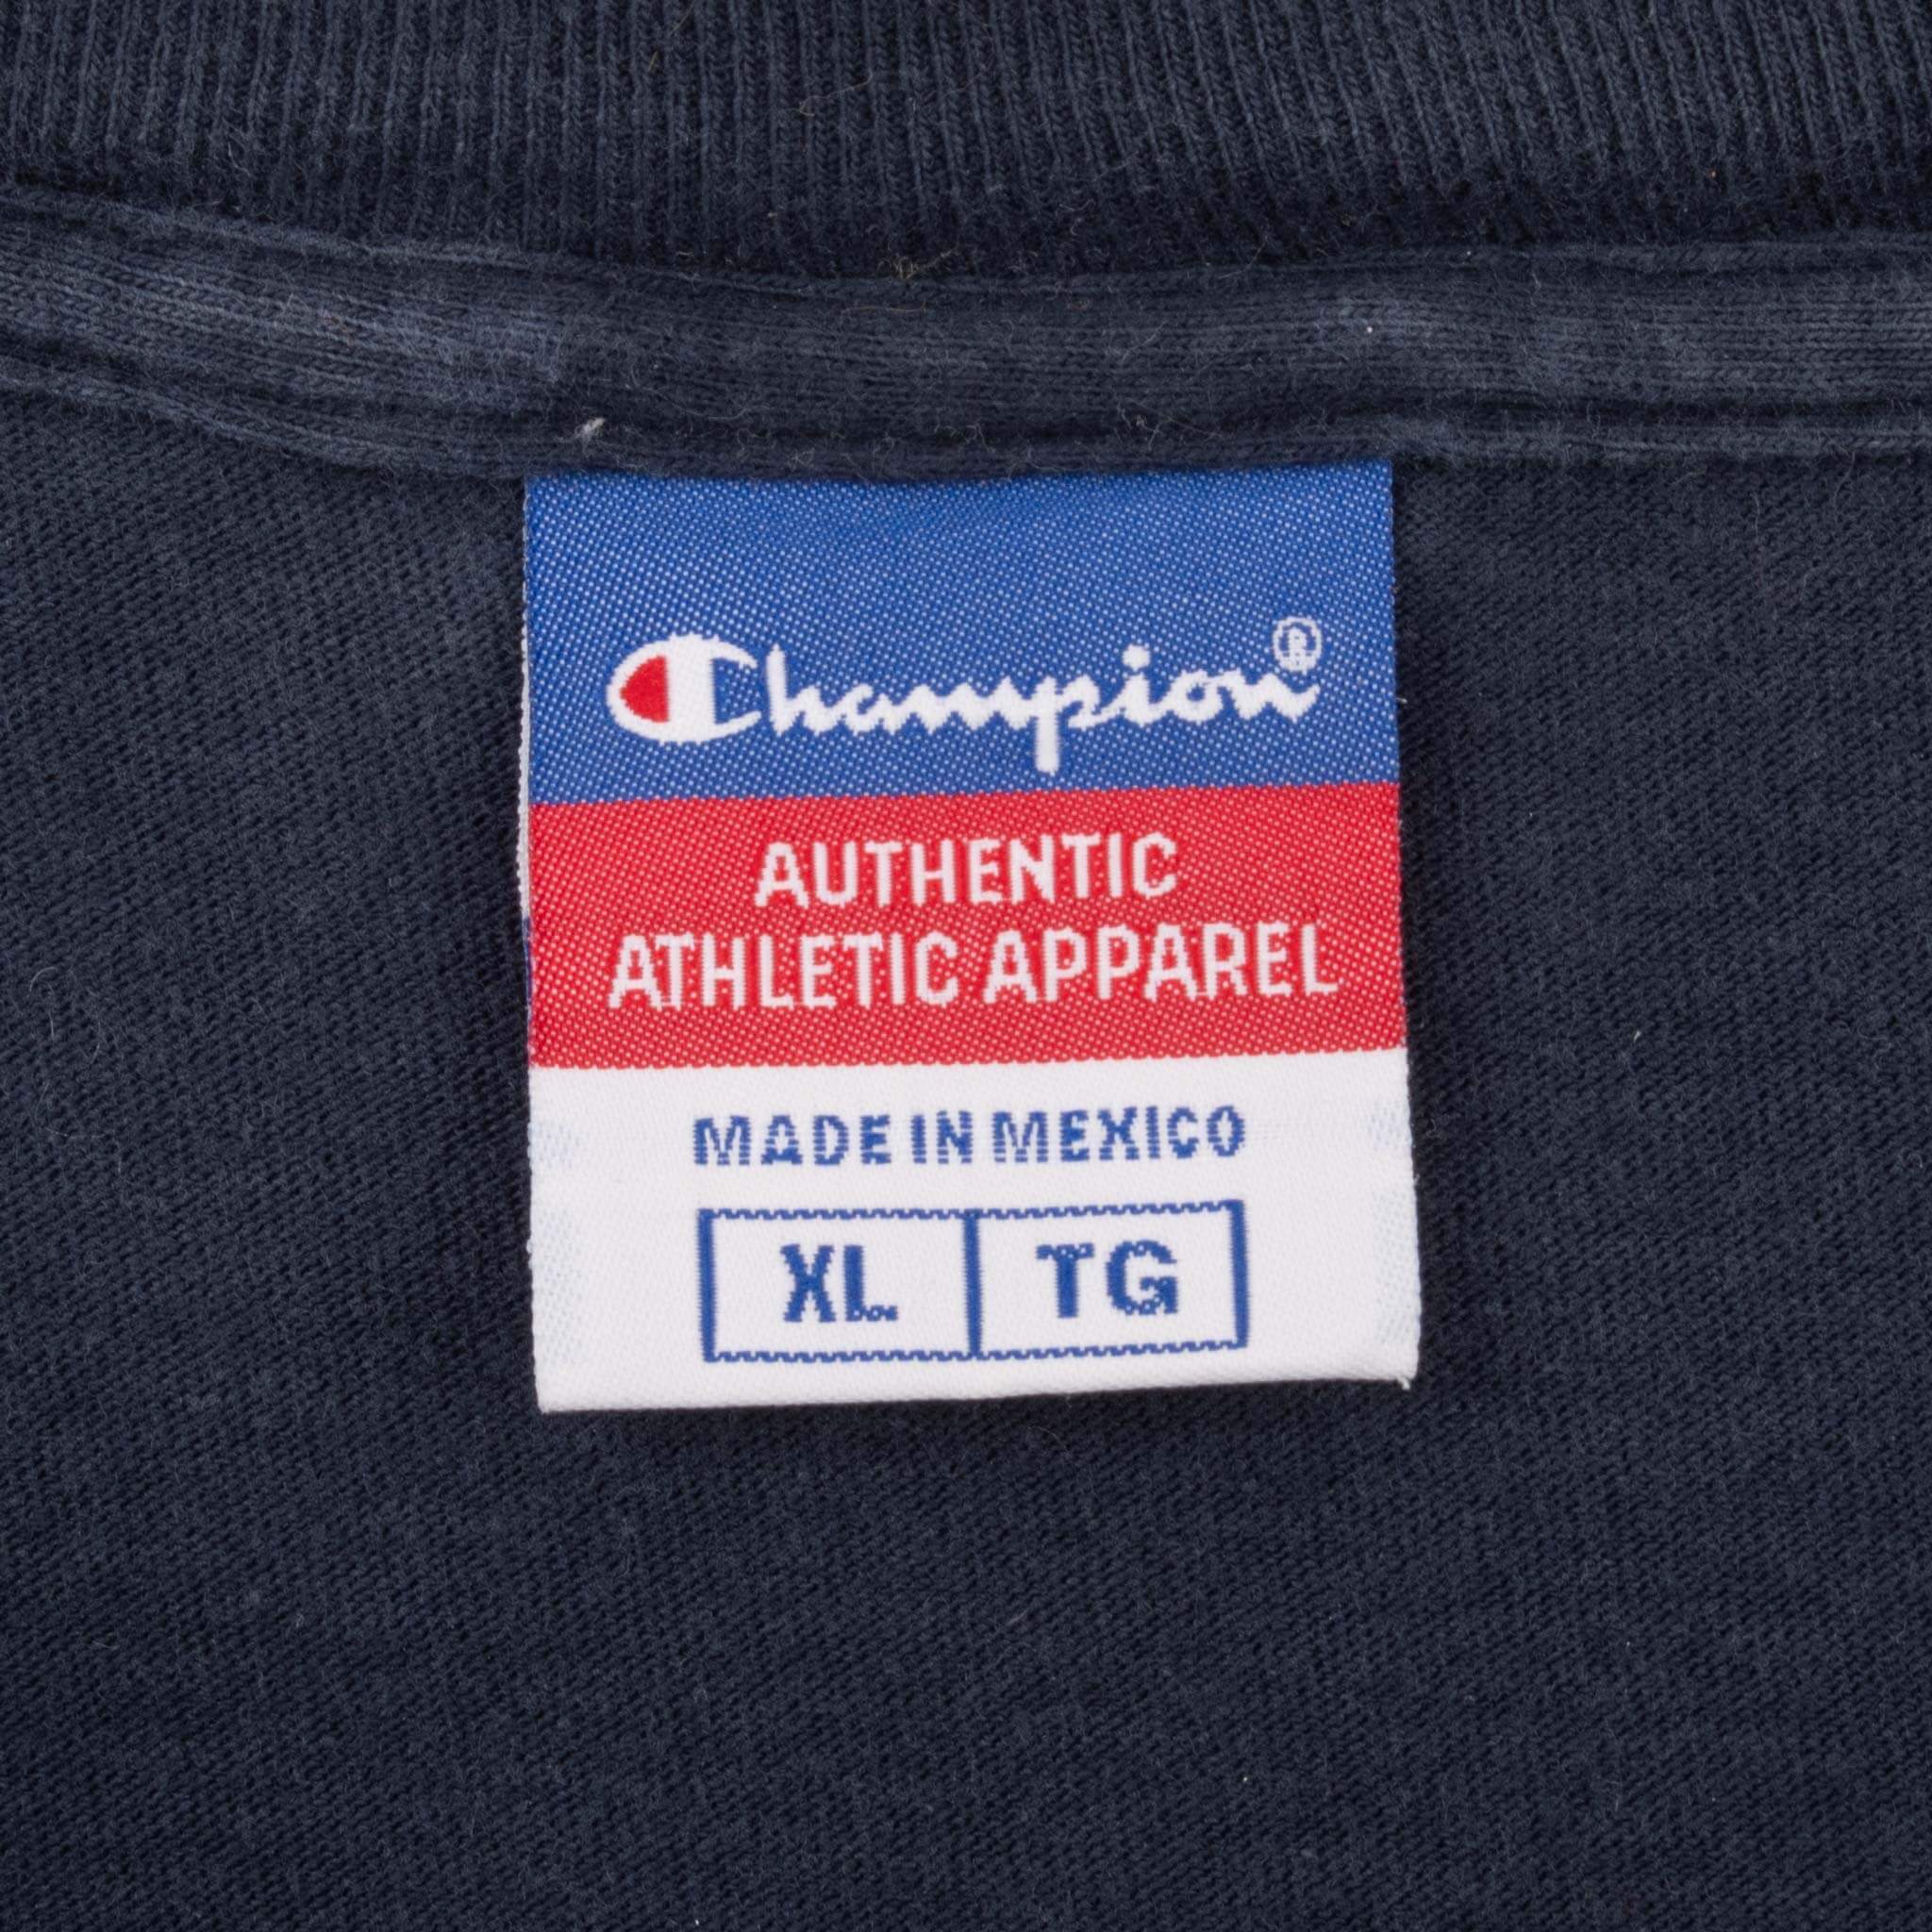 Champion®
AUTHENTIC
ATHLETIC APPAREL
MADE IN MEXICO
XL TG